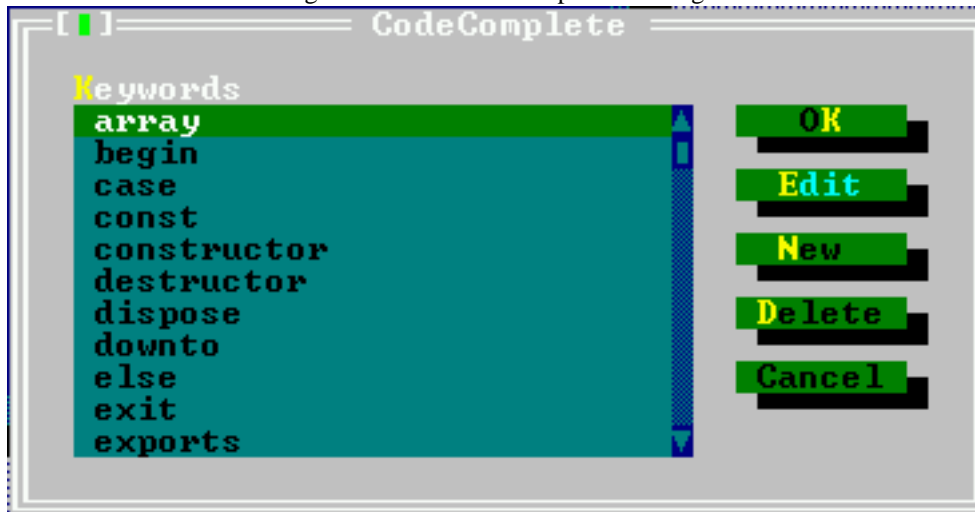 CodeComplete
Keywords
array
begin
case
const
constructor
destructor
dispose
downto
else
exit
exports
OK
Edit
New
Delete
Cancel